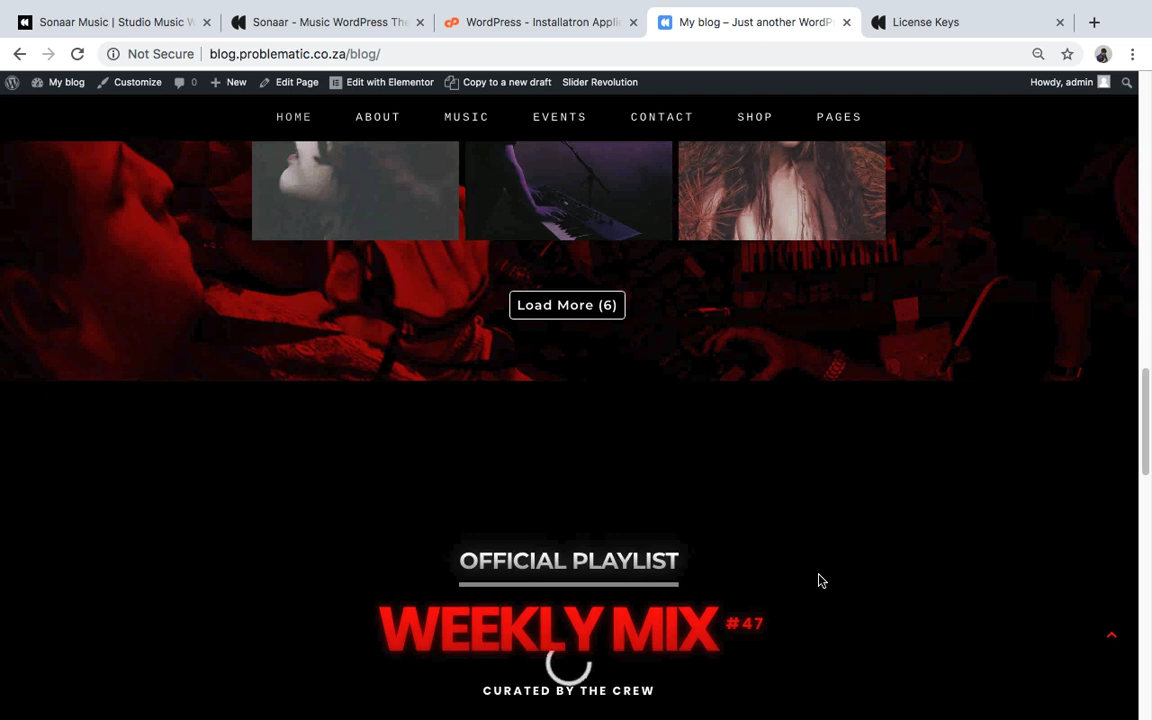 Sonaar Music | Studio Music W
Sonaar - Music WordPress The
WordPress - Installatron Applic
My blog – Just another WordPr
License Keys
Not Secure
blog.problematic.co.za/blog/
My blog
Customize
0
New
Edit Page
Edit with Elementor
Copy to a new draft
Slider Revolution
Howdy, admin
HOME
ABOUT
MUSIC
EVENTS
CONTACT
SHOP
PAGES
Load More (6)
OFFICIAL PLAYLIST
WEEKLY MIX #47
CURATED BY THE CREW